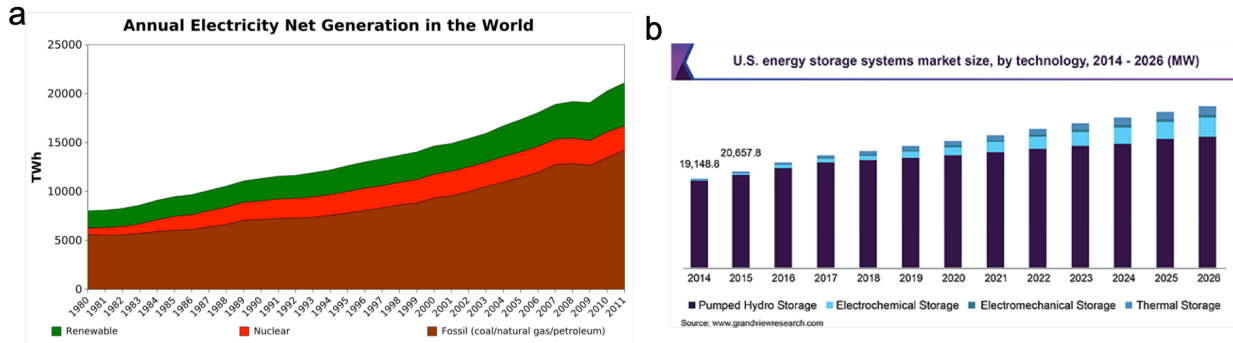 a
Annual Electricity Net Generation in the World
25000
20000
15000
10000
5000
0
TWh
1980 1981 1982 1983 1984 1985 1986 1987 1988 1989 1990 1991 1992 1993 1994 1995 1996 1997 1998 1999 2000 2001 2002 2003 2004 2005 2006 2007 2008 2009 2010 2011
Renewable Nuclear Fossil (coal/natural gas/petroleum)
b
U.S. energy storage systems market size, by technology, 2014 - 2026 (MW)
19,148.8 20,657.8
2014 2015 2016 2017 2018 2019 2020 2021 2022 2023 2024 2025 2026
Pumped Hydro Storage Electrochemical Storage Electromechanical Storage Thermal Storage
Source: www.grandviewresearch.com